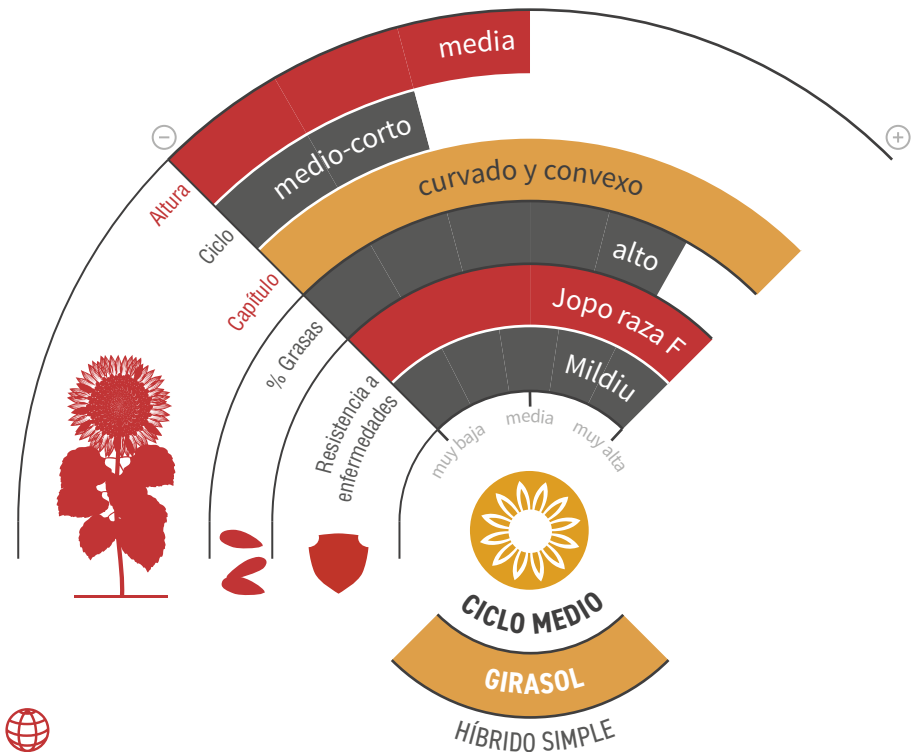 media
medio-corto
curvado y convexo
alto
Jopo raza F
Mildiu
Altura
Ciclo
Capítulo
% Grasas
Resistencia a
enfermedades
muy baja
media
muy alta
CICLO MEDIO
GIRASOL
HÍBRIDO SIMPLE